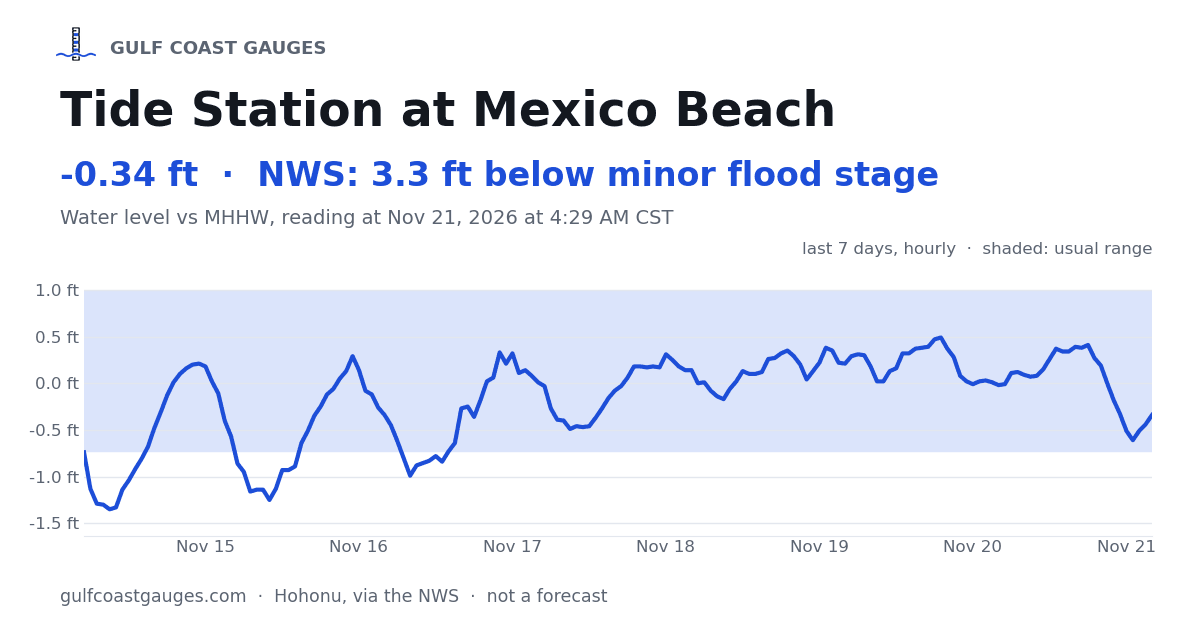 GULF COAST GAUGES
Tide Station at Mexico Beach
-0.34 ft · NWS: 3.3 ft below minor flood stage
Water level vs MHHW, reading at Nov 21, 2026 at 4:29 AM CST
last 7 days, hourly · shaded: usual range
1.0 ft
0.5 ft
0.0 ft
-0.5 ft
-1.0 ft
-1.5 ft
Nov 15 Nov 16 Nov 17 Nov 18 Nov 19 Nov 20 Nov 21
gulfcoastgauges.com · Hohonu, via the NWS · not a forecast